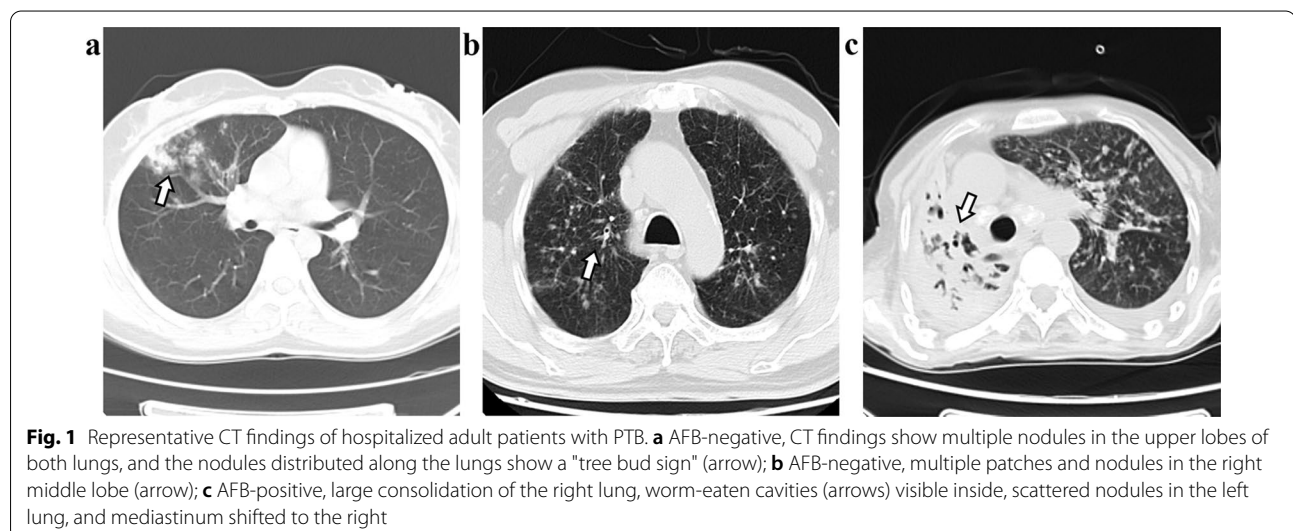 a
b
c
Fig. 1 Representative CT findings of hospitalized adult patients with PTB. a AFB-negative, CT findings show multiple nodules in the upper lobes of
both lungs, and the nodules distributed along the lungs show a "tree bud sign" (arrow); b AFB-negative, multiple patches and nodules in the right
middle lobe (arrow); c AFB-positive, large consolidation of the right lung, worm-eaten cavities (arrows) visible inside, scattered nodules in the left
lung, and mediastinum shifted to the right